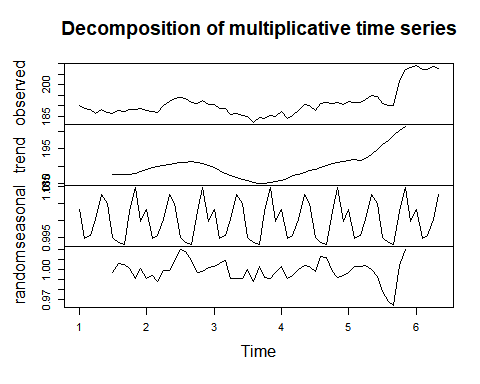 Decomposition of multiplicative time series
observed
185
200
trend
195
seasonal
0.995
random
0.97
1.00
1
2
3
4
5
6
Time